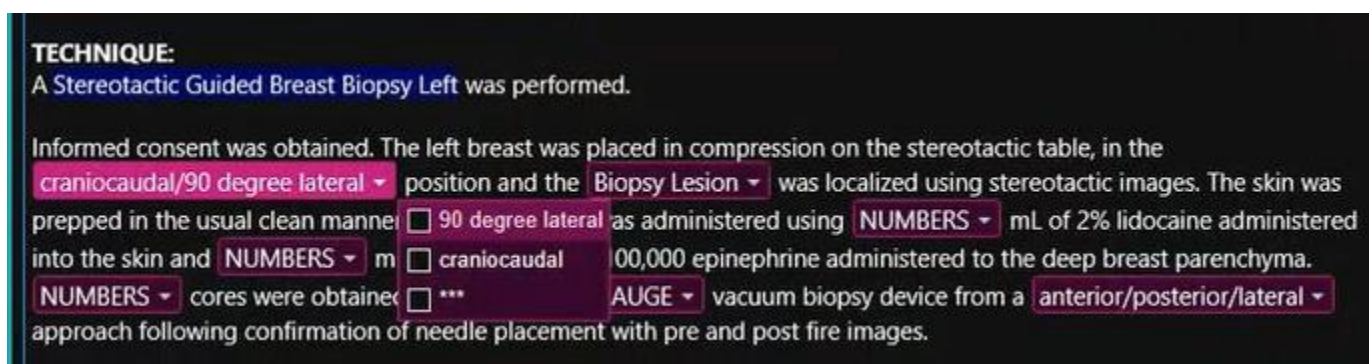 TECHNIQUE:
A Stereotactic Guided Breast Biopsy Left was performed.
Informed consent was obtained. The left breast was placed in compression on the stereotactic table, in the
craniocaudal/90 degree lateral position and the Biopsy Lesion was localized using stereotactic images. The skin was
prepped in the usual clean manne 90 degree lateral as administered using NUMBERS mL of 2% lidocaine administered
into the skin and NUMBERS m craniocaudal 00,000 epinephrine administered to the deep breast parenchyma.
NUMBERS cores were obtained *** AUGE vacuum biopsy device from a anterior/posterior/lateral
approach following confirmation of needle placement with pre and post fire images.